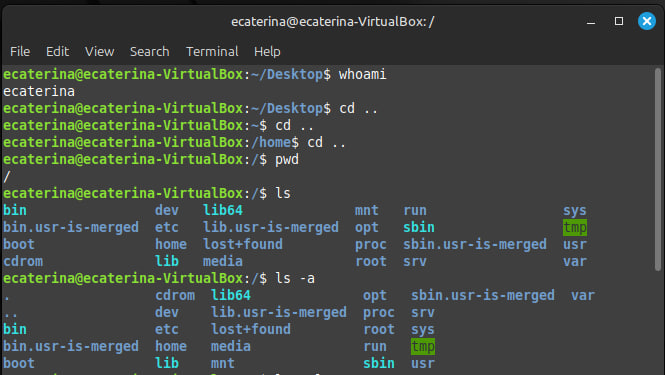 ecaterina@ecaterina-VirtualBox: /
File Edit View Search Terminal Help
ecaterina@ecaterina-VirtualBox:~/Desktop$ whoami
ecaterina
ecaterina@ecaterina-VirtualBox:~/Desktop$ cd ..
ecaterina@ecaterina-VirtualBox:~$ cd ..
ecaterina@ecaterina-VirtualBox:/home$ cd ..
ecaterina@ecaterina-VirtualBox:/$ pwd
/
ecaterina@ecaterina-VirtualBox:/$ ls
bin dev lib64 mnt run sys
bin.usr-is-merged etc lib.usr-is-merged opt sbin tmp
boot home lost+found proc sbin.usr-is-merged usr
cdrom lib media root srv var
ecaterina@ecaterina-VirtualBox:/$ ls -a
. cdrom lib64 opt sbin.usr-is-merged var
.. dev lib.usr-is-merged proc srv
bin etc lost+found root sys
bin.usr-is-merged home media run tmp
boot lib mnt sbin usr